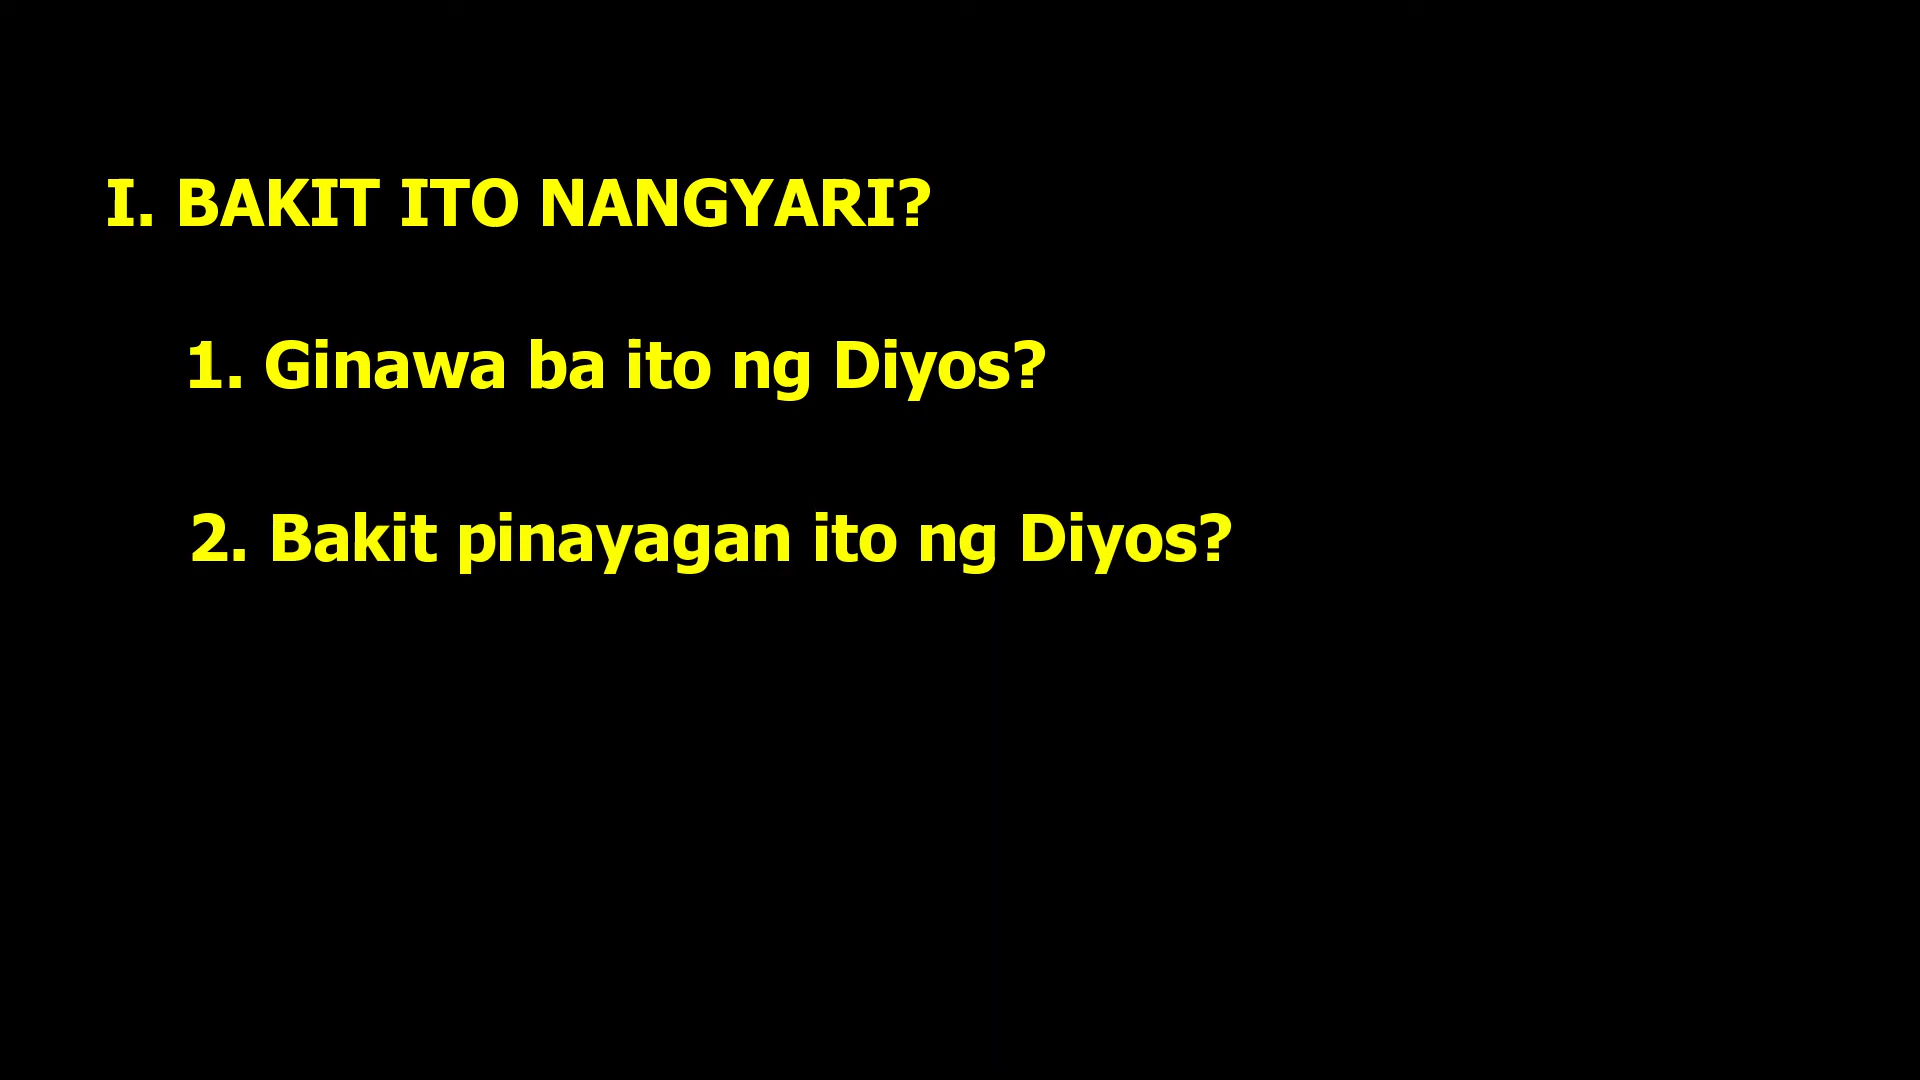 I. BAKIT ITO NANGYARI?
1. Ginawa ba ito ng Diyos?
2. Bakit pinayagan ito ng Diyos?